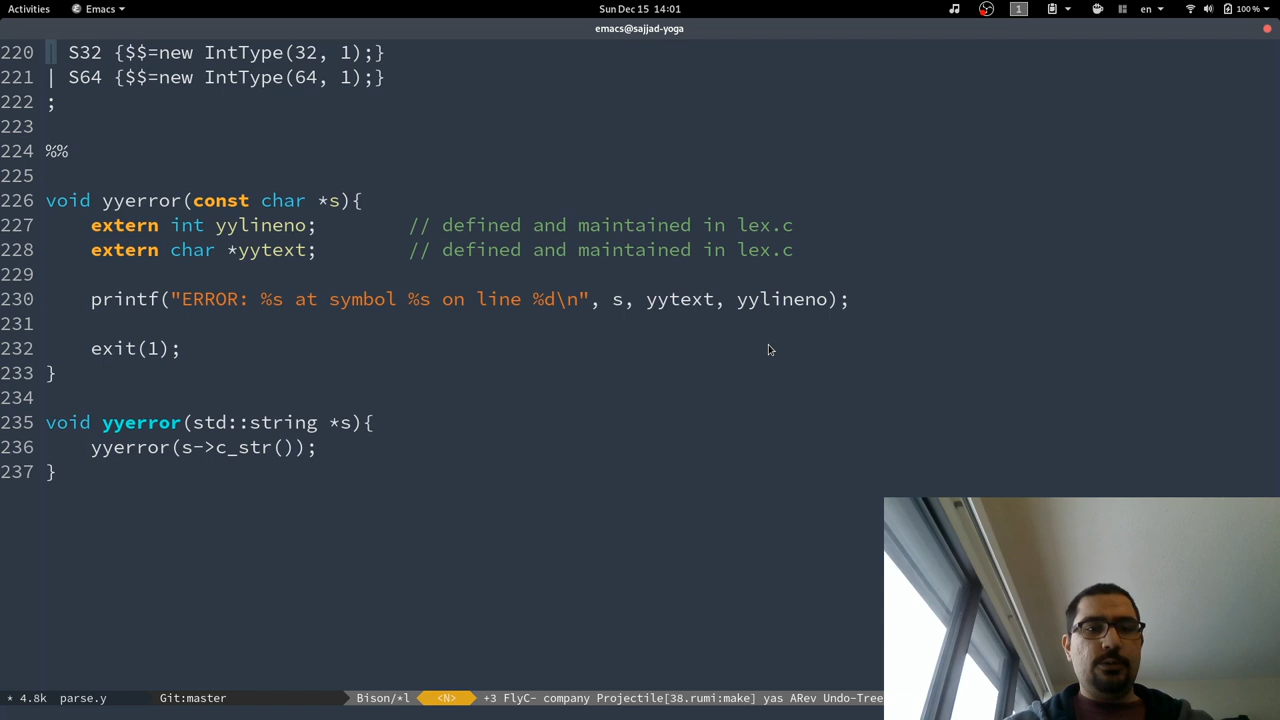 Activities Emacs Sun Dec 15 14:01 1 en 100 %
emacs@sajjad-yoga
220 | S32 {$$=new IntType(32, 1);}
221 | S64 {$$=new IntType(64, 1);}
222 ;
223
224 %%
225
226 void yyerror(const char *s){
227 extern int yylineno; // defined and maintained in lex.c
228 extern char *yytext; // defined and maintained in lex.c
229
230 printf("ERROR: %s at symbol %s on line %d\n", s, yytext, yylineno);
231
232 exit(1);
233 }
234
235 void yyerror(std::string *s){
236 yyerror(s->c_str());
237 }
* 4.8k parse.y Git:master Bison/*l <N> +3 FlyC- company Projectile[38.rumi:make] yas ARev Undo-Tree